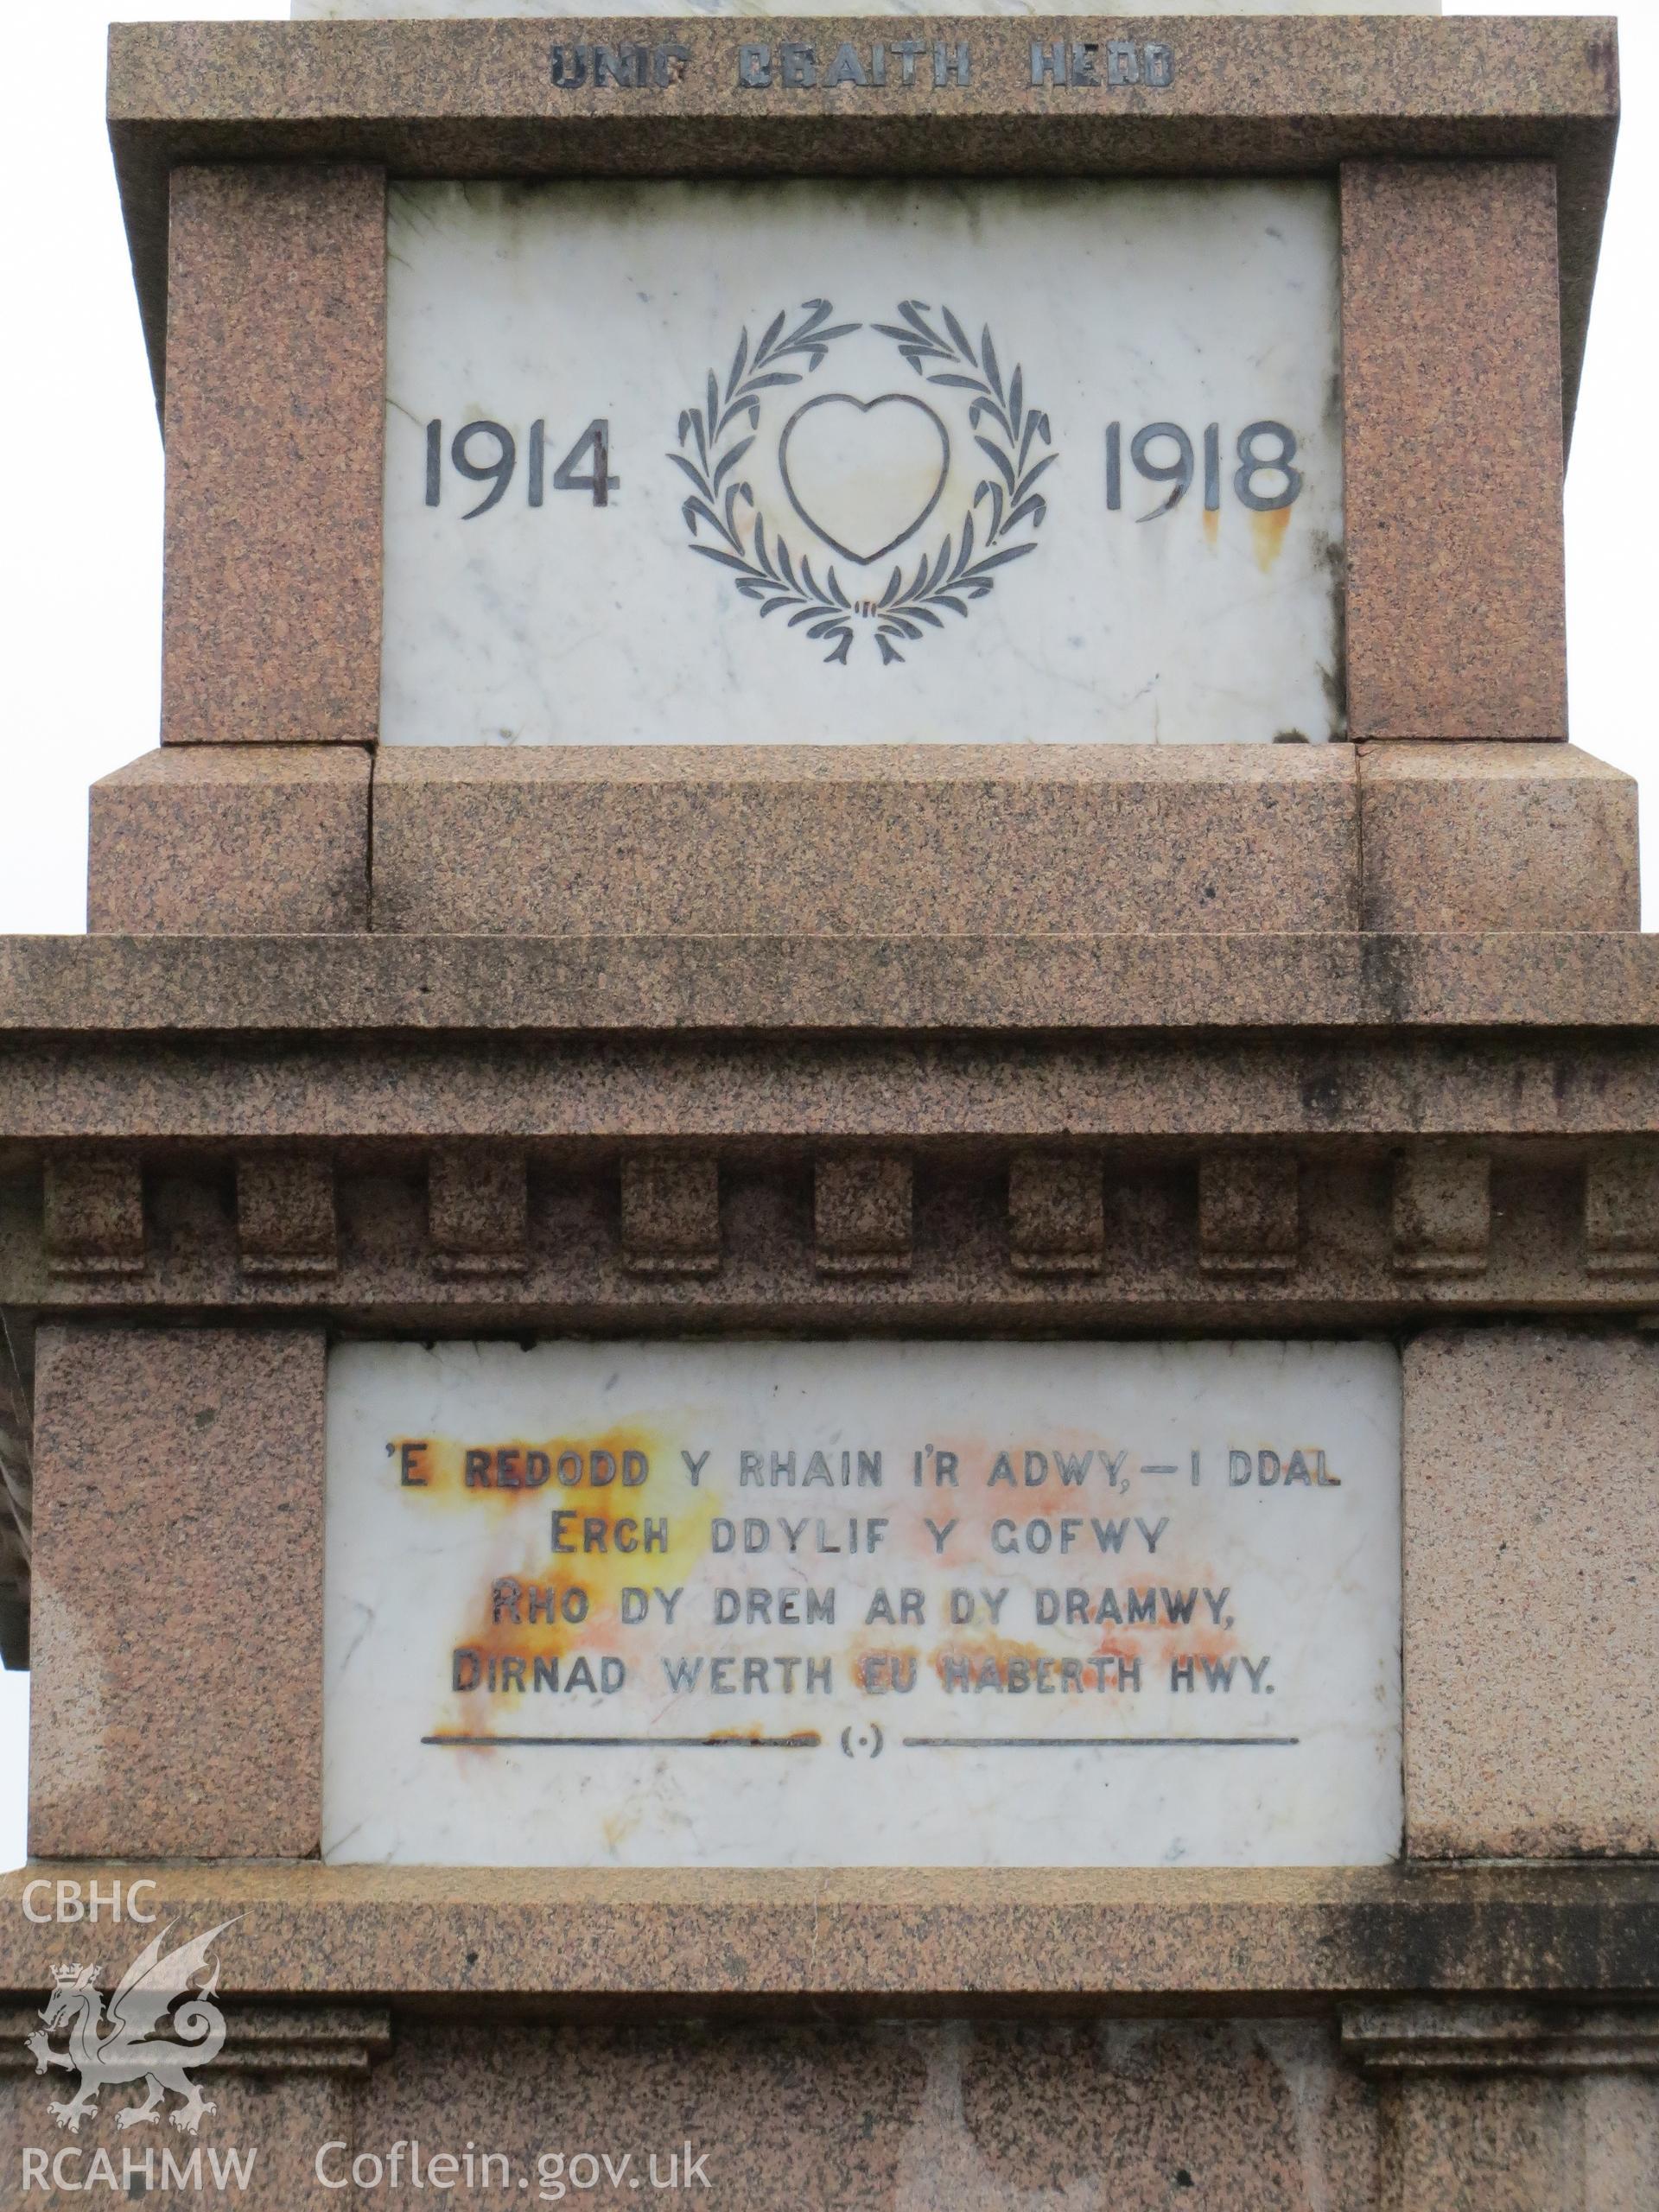 UNIG OBAITH HEDD
1914 1918
'E REDODD Y RHAIN I'R ADWY,—I DDAL
ERCH DDYLIF Y GOFWY
RHO DY DREM AR DY DRAMWY,
DIRNAD WERTH EU HABERTH HWY.
CBHC
RCAHMW Coflein.gov.uk